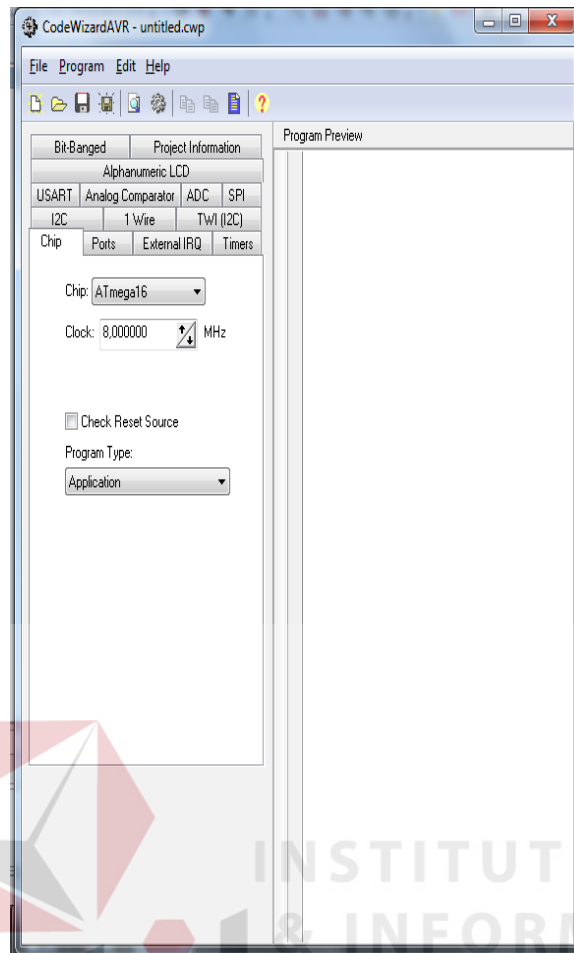 CodeWizardAVR - untitled.cwp
File Program Edit Help
Bit-Banged Project Information
Alphanumeric LCD
USART Analog Comparator ADC SPI
I2C 1 Wire TWI (I2C)
Chip Ports External IRQ Timers
Chip: ATmega16
Clock: 8,000000 MHz
Check Reset Source
Program Type:
Application
Program Preview
INSTITUT
& INFORM